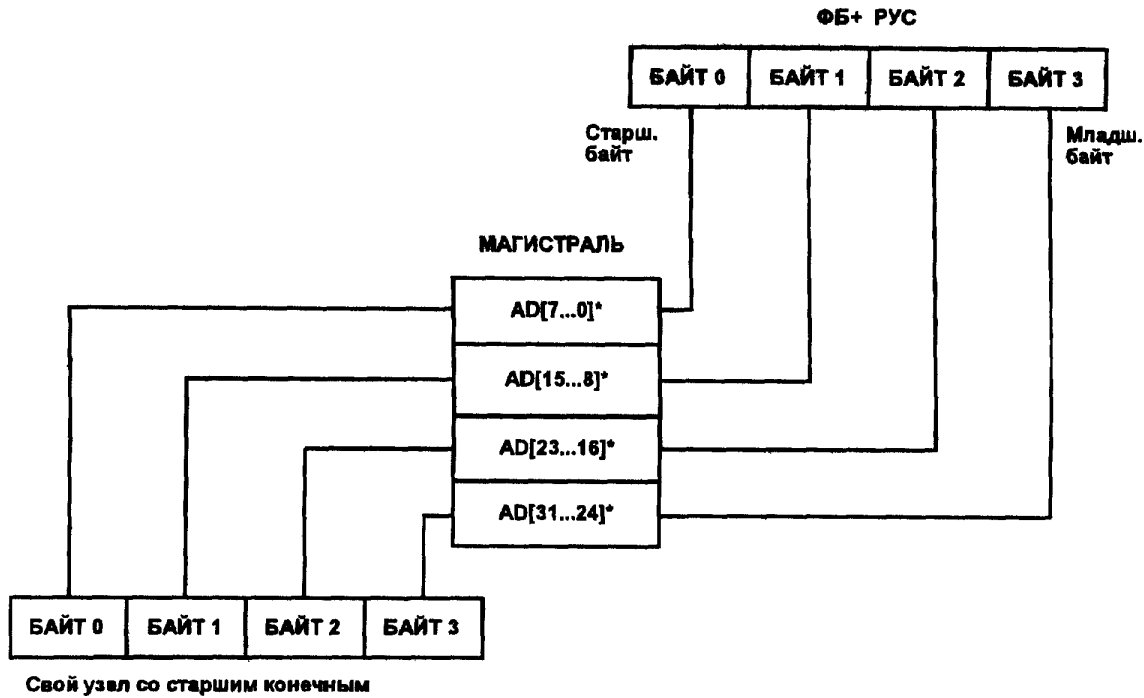 ФБ+ РУС
БАЙТ 0
БАЙТ 1
БАЙТ 2
БАЙТ 3
Старш.
байт
Младш.
байт
МАГИСТРАЛЬ
AD[7...0]*
AD[15...8]*
AD[23...16]*
AD[31...24]*
БАЙТ 0
БАЙТ 1
БАЙТ 2
БАЙТ 3
Свой узел со старшим конечным